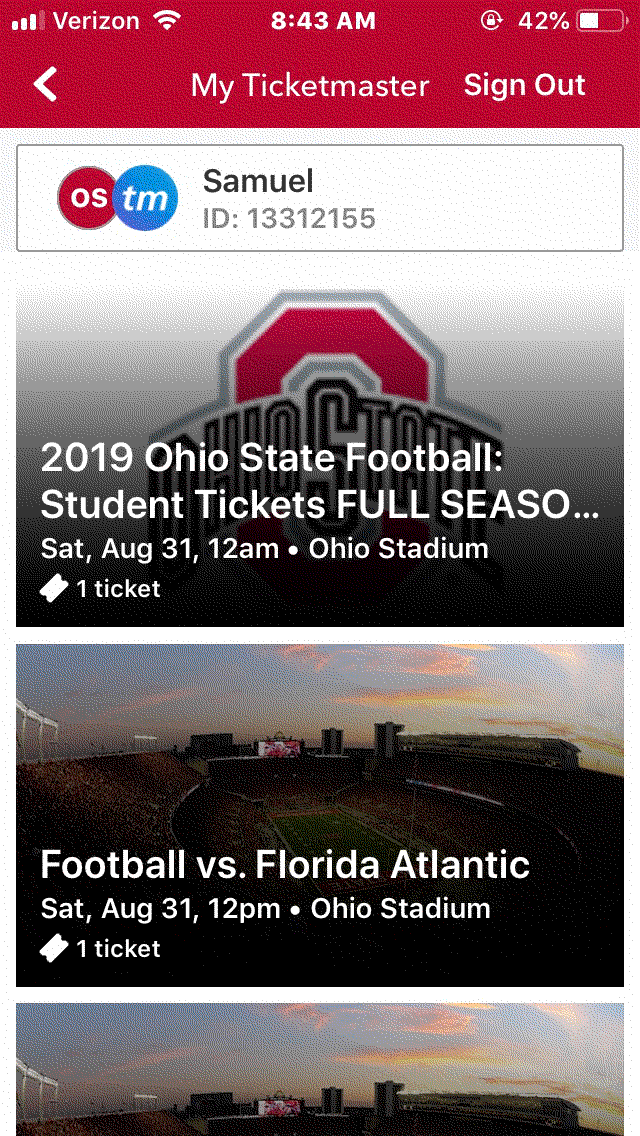 Verizon 8:43 AM 42%
My Ticketmaster Sign Out
OS tm
Samuel
ID: 13312155
OHIO STATE
2019 Ohio State Football:
Student Tickets FULL SEASO...
Sat, Aug 31, 12am • Ohio Stadium
1 ticket
Football vs. Florida Atlantic
Sat, Aug 31, 12pm • Ohio Stadium
1 ticket